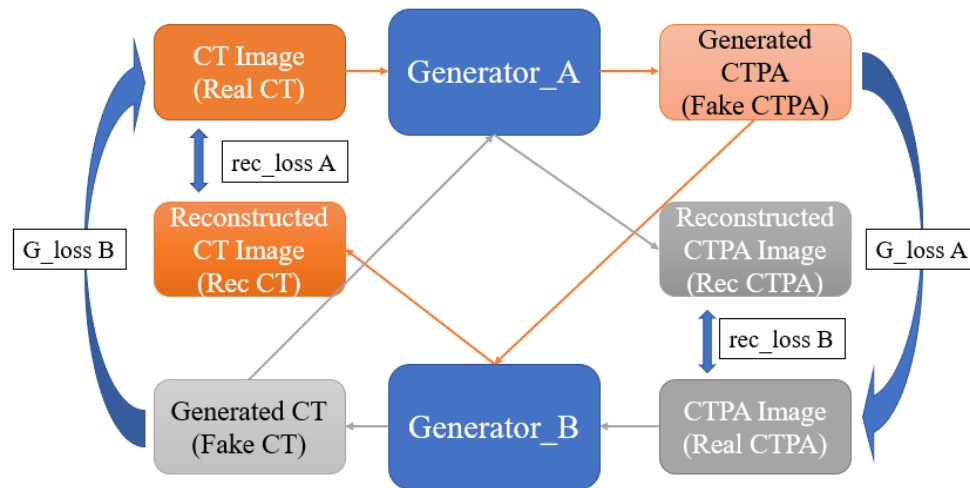 CT Image
(Real CT)
Generator_A
Generated
CTPA
(Fake CTPA)
rec_loss A
G_loss B
Reconstructed
CT Image
(Rec CT)
Reconstructed
CTPA Image
(Rec CTPA)
G_loss A
rec_loss B
Generated CT
(Fake CT)
Generator_B
CTPA Image
(Real CTPA)